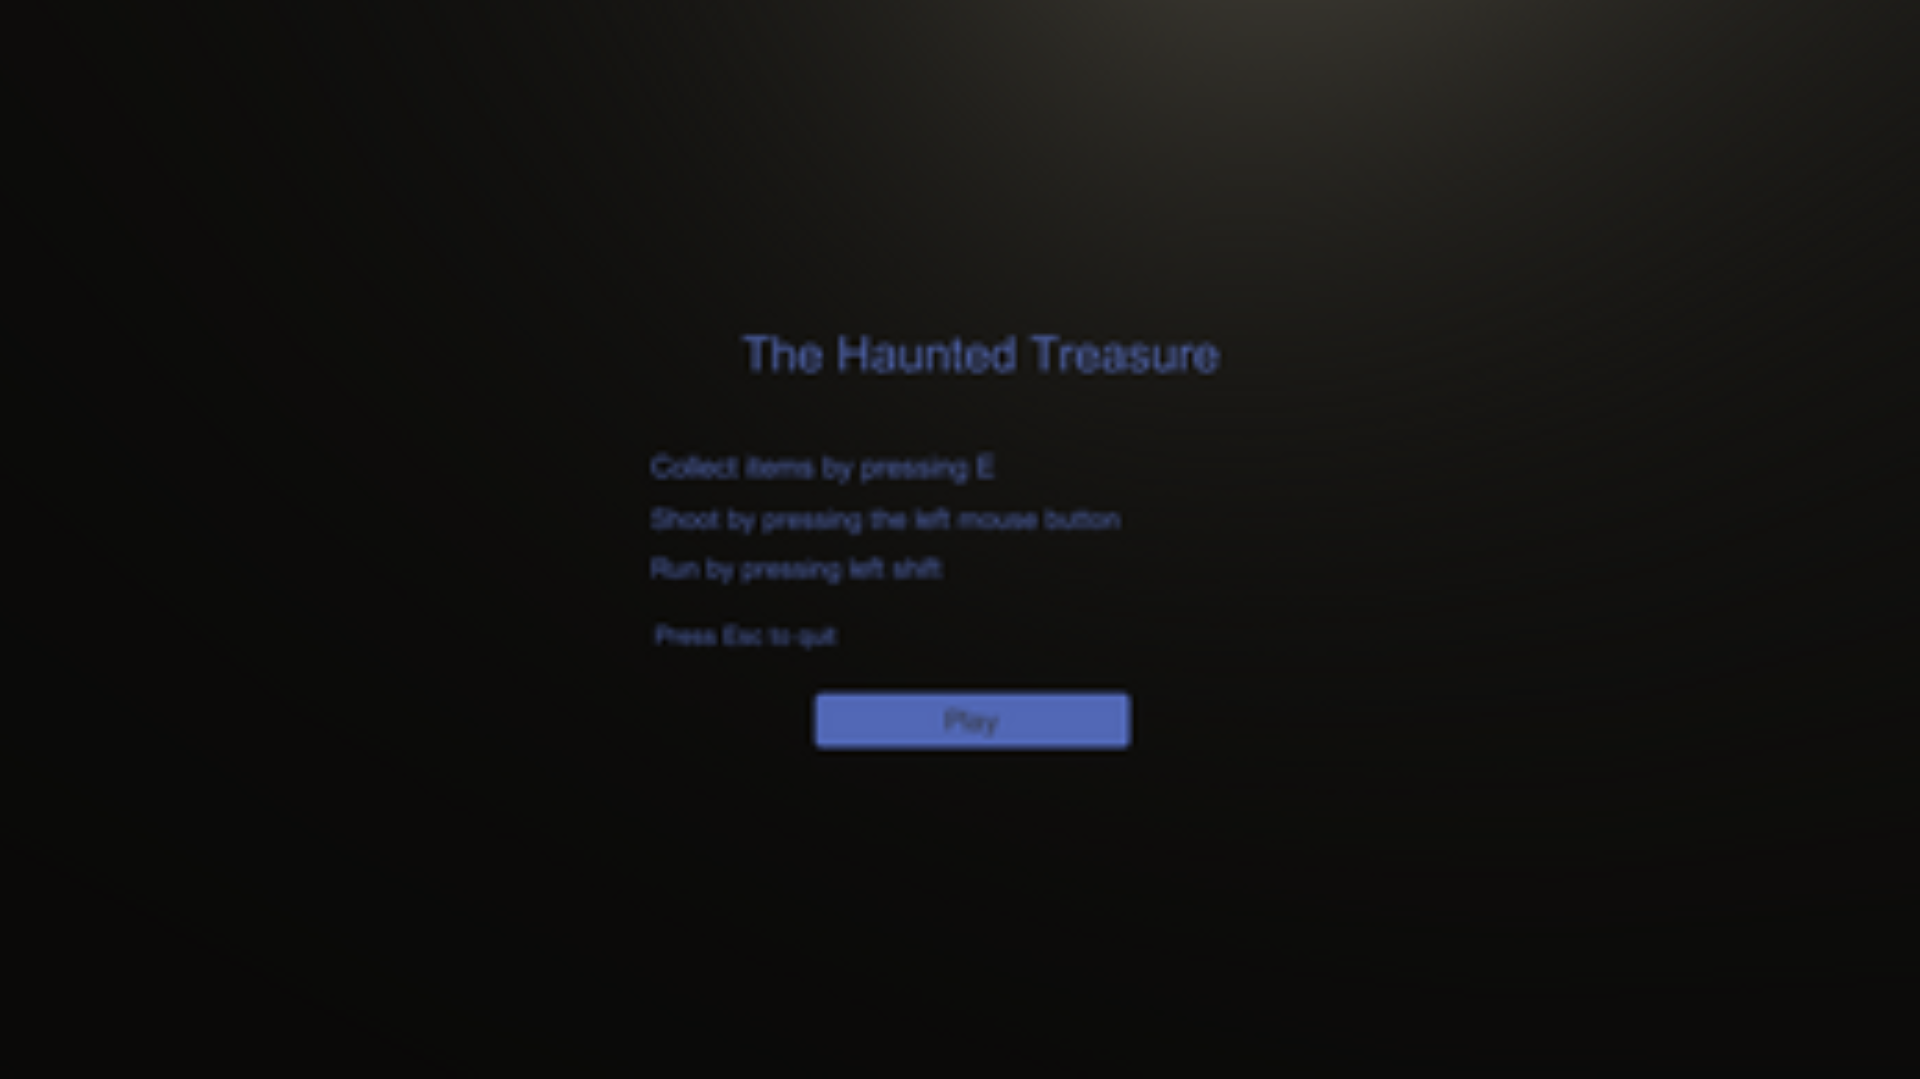 The Haunted Treasure
Collect items by pressing E
Shoot by pressing the left mouse button
Run by pressing left shift
Press Esc to quit
Play